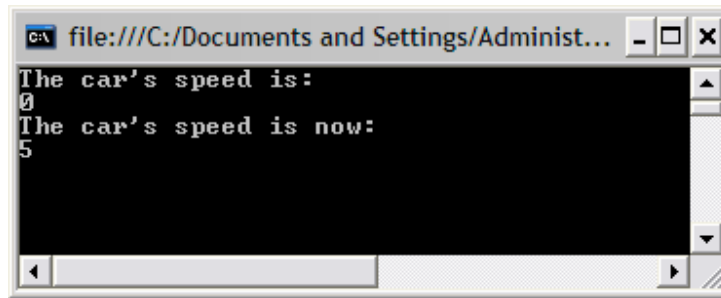 file:///C:/Documents and Settings/Administ...
The car's speed is:
0
The car's speed is now:
5